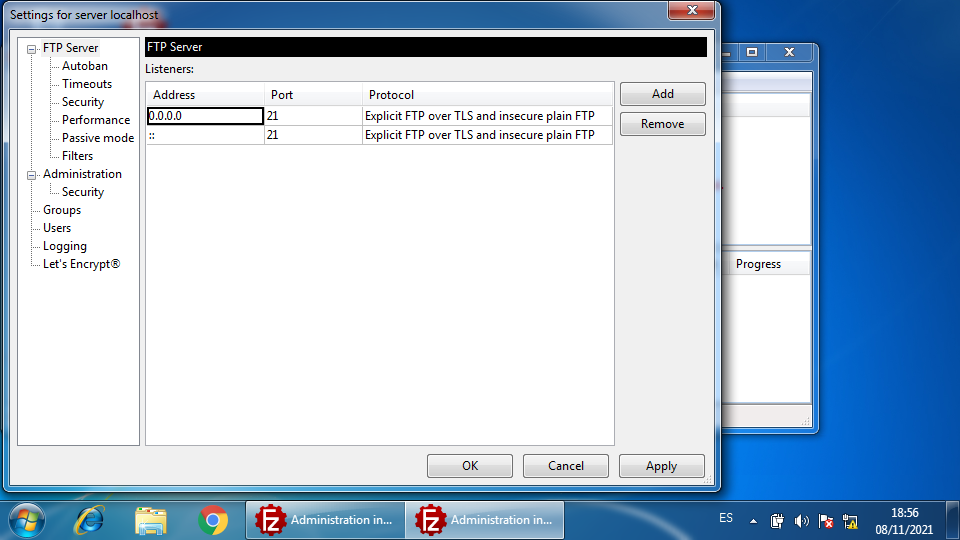 Settings for server localhost
FTP Server
Autoban
Timeouts
Security
Performance
Passive mode
Filters
Administration
Security
Groups
Users
Logging
Let's Encrypt®
FTP Server
Listeners:
Address Port Protocol
0.0.0.0 21 Explicit FTP over TLS and insecure plain FTP
:: 21 Explicit FTP over TLS and insecure plain FTP
Add
Remove
OK Cancel Apply
Progress
Administration in... Administration in...
ES
18:56
08/11/2021